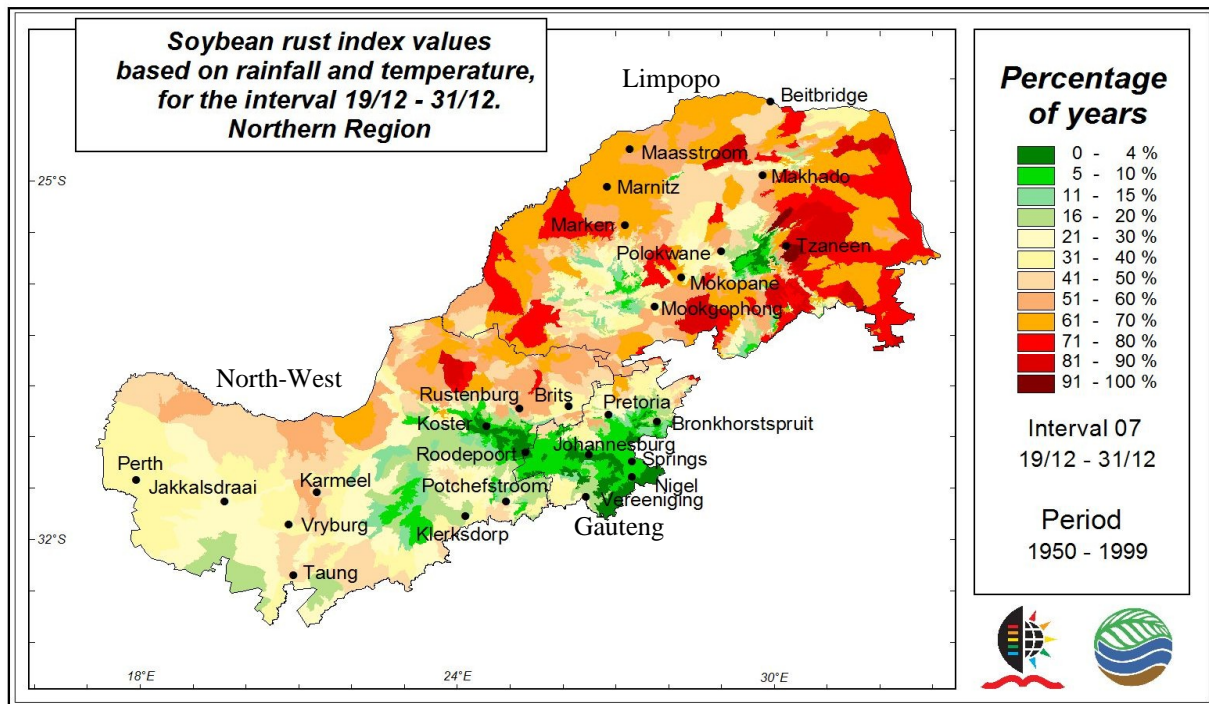 Soybean rust index values
based on rainfall and temperature,
for the interval 19/12 - 31/12.
Northern Region
Percentage
of years
0 - 4 %
5 - 10 %
11 - 15 %
16 - 20 %
21 - 30 %
31 - 40 %
41 - 50 %
51 - 60 %
61 - 70 %
71 - 80 %
81 - 90 %
91 - 100 %
Interval 07
19/12 - 31/12
Period
1950 - 1999
Limpopo
Beitbridge
Maasstroom
25°S
Makhado
Marnitz
Marken
Tzaneen
Polokwane
Mokopane
Mookgophong
North-West
Rustenburg
Brits
Pretoria
Koster
Bronkhorstspruit
Johannesburg
Roodepoort
Springs
Perth
Karmeel
Potchefstroom
Nigel
Jakkalsdraai
Vereeniging
Vryburg
Klerksdorp
Gauteng
32°S
Taung
18°E
24°E
30°E